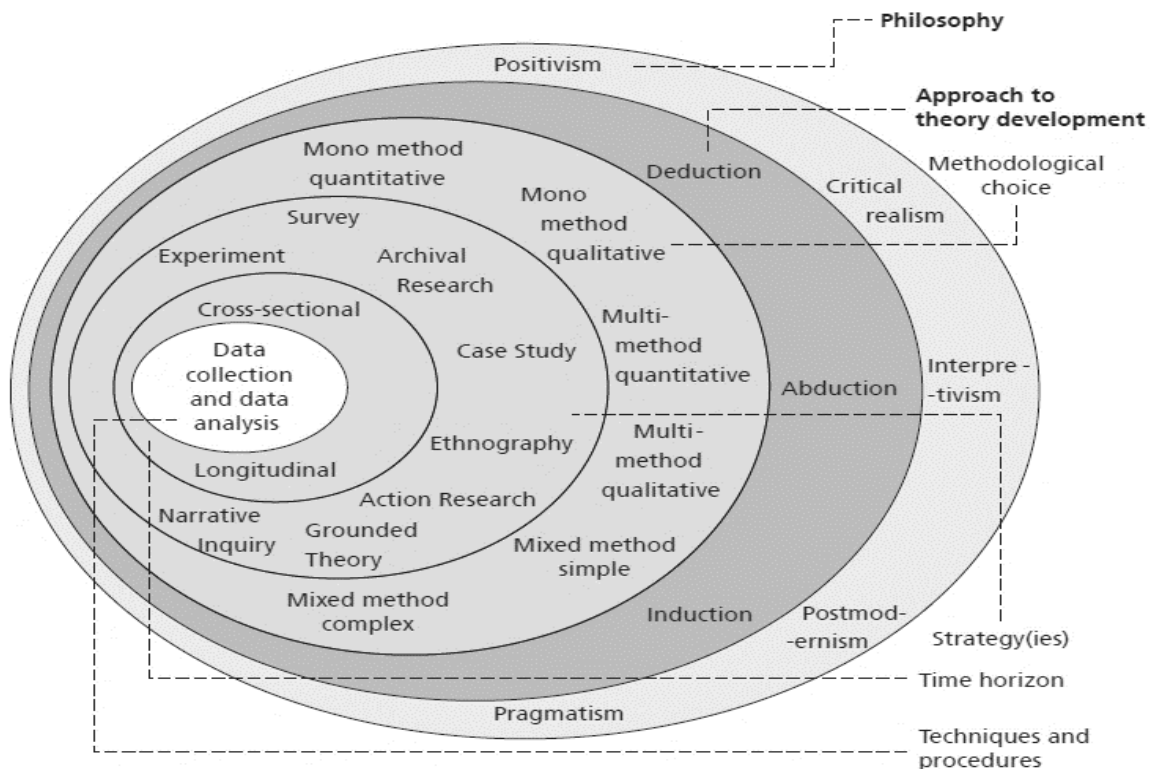 Philosophy
Positivism
Approach to
theory development
Mono method
quantitative
Deduction
Methodological
choice
Critical
realism
Mono
method
qualitative
Survey
Experiment
Archival
Research
Cross-sectional
Multi-
method
quantitative
Data
collection
and data
analysis
Case Study
Abduction
Interpre-
-tivism
Ethnography
Multi-
method
qualitative
Longitudinal
Action Research
Narrative
Inquiry
Grounded
Theory
Mixed method
simple
Mixed method
complex
Induction
Postmod-
-ernism
Strategy(ies)
Time horizon
Pragmatism
Techniques and
procedures